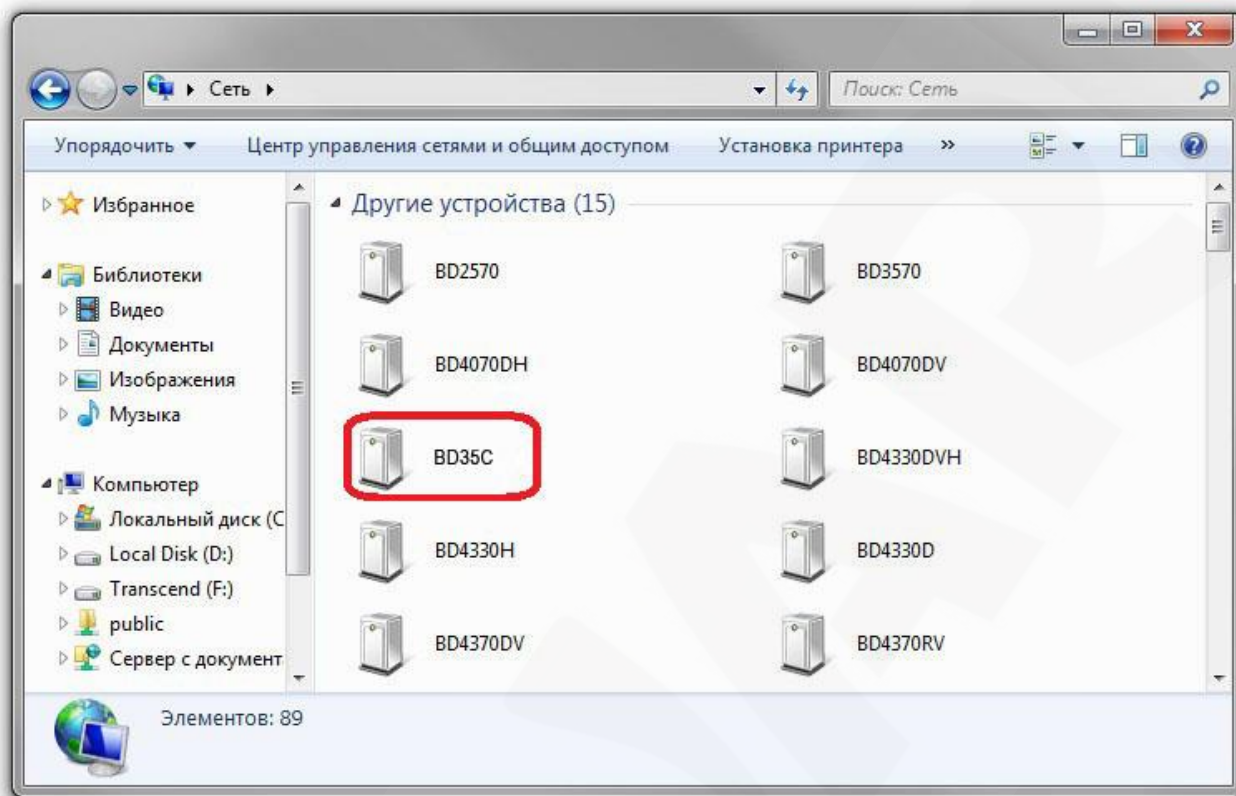 Сеть
Поиск: Сеть
Упорядочить Центр управления сетями и общим доступом Установка принтера »
Избранное
Библиотеки
Видео
Документы
Изображения
Музыка
Компьютер
Локальный диск (C
Local Disk (D:)
Transcend (F:)
public
Сервер с документ
Другие устройства (15)
BD2570 BD3570
BD4070DH BD4070DV
BD35C BD4330DVH
BD4330H BD4330D
BD4370DV BD4370RV
Элементов: 89